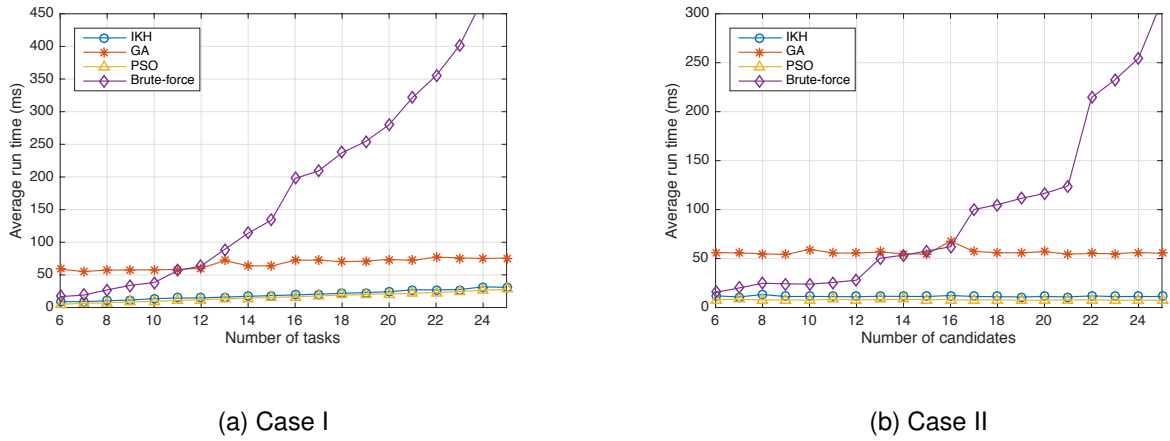 450
400
350
300
250
200
150
100
50
0
Average run time (ms)
IKH
GA
PSO
Brute-force
6 8 10 12 14 16 18 20 22 24
Number of tasks
(a) Case I
300
250
200
150
100
50
0
Average run time (ms)
IKH
GA
PSO
Brute-force
6 8 10 12 14 16 18 20 22 24
Number of candidates
(b) Case II